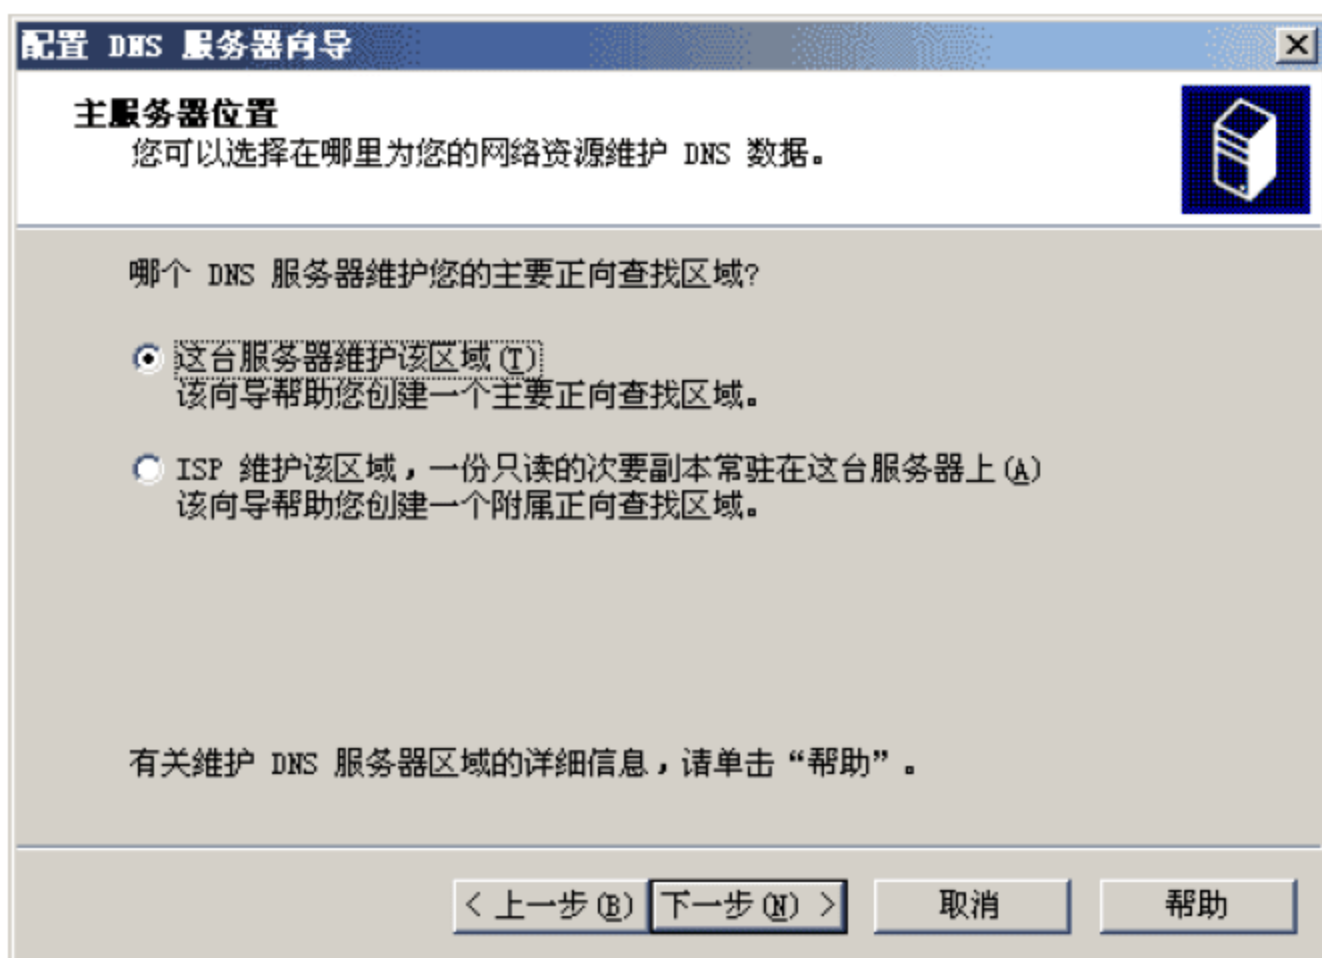 配置 DNS 服务器向导
主服务器位置
您可以选择在哪里为您的网络资源维护 DNS 数据。
哪个 DNS 服务器维护您的主要正向查找区域?
这台服务器维护该区域(T)
该向导帮助您创建一个主要正向查找区域。
ISP 维护该区域，一份只读的次要副本常驻在这台服务器上(A)
该向导帮助您创建一个附属正向查找区域。
有关维护 DNS 服务器区域的详细信息，请单击“帮助”。
< 上一步(B) 下一步(N) > 取消 帮助